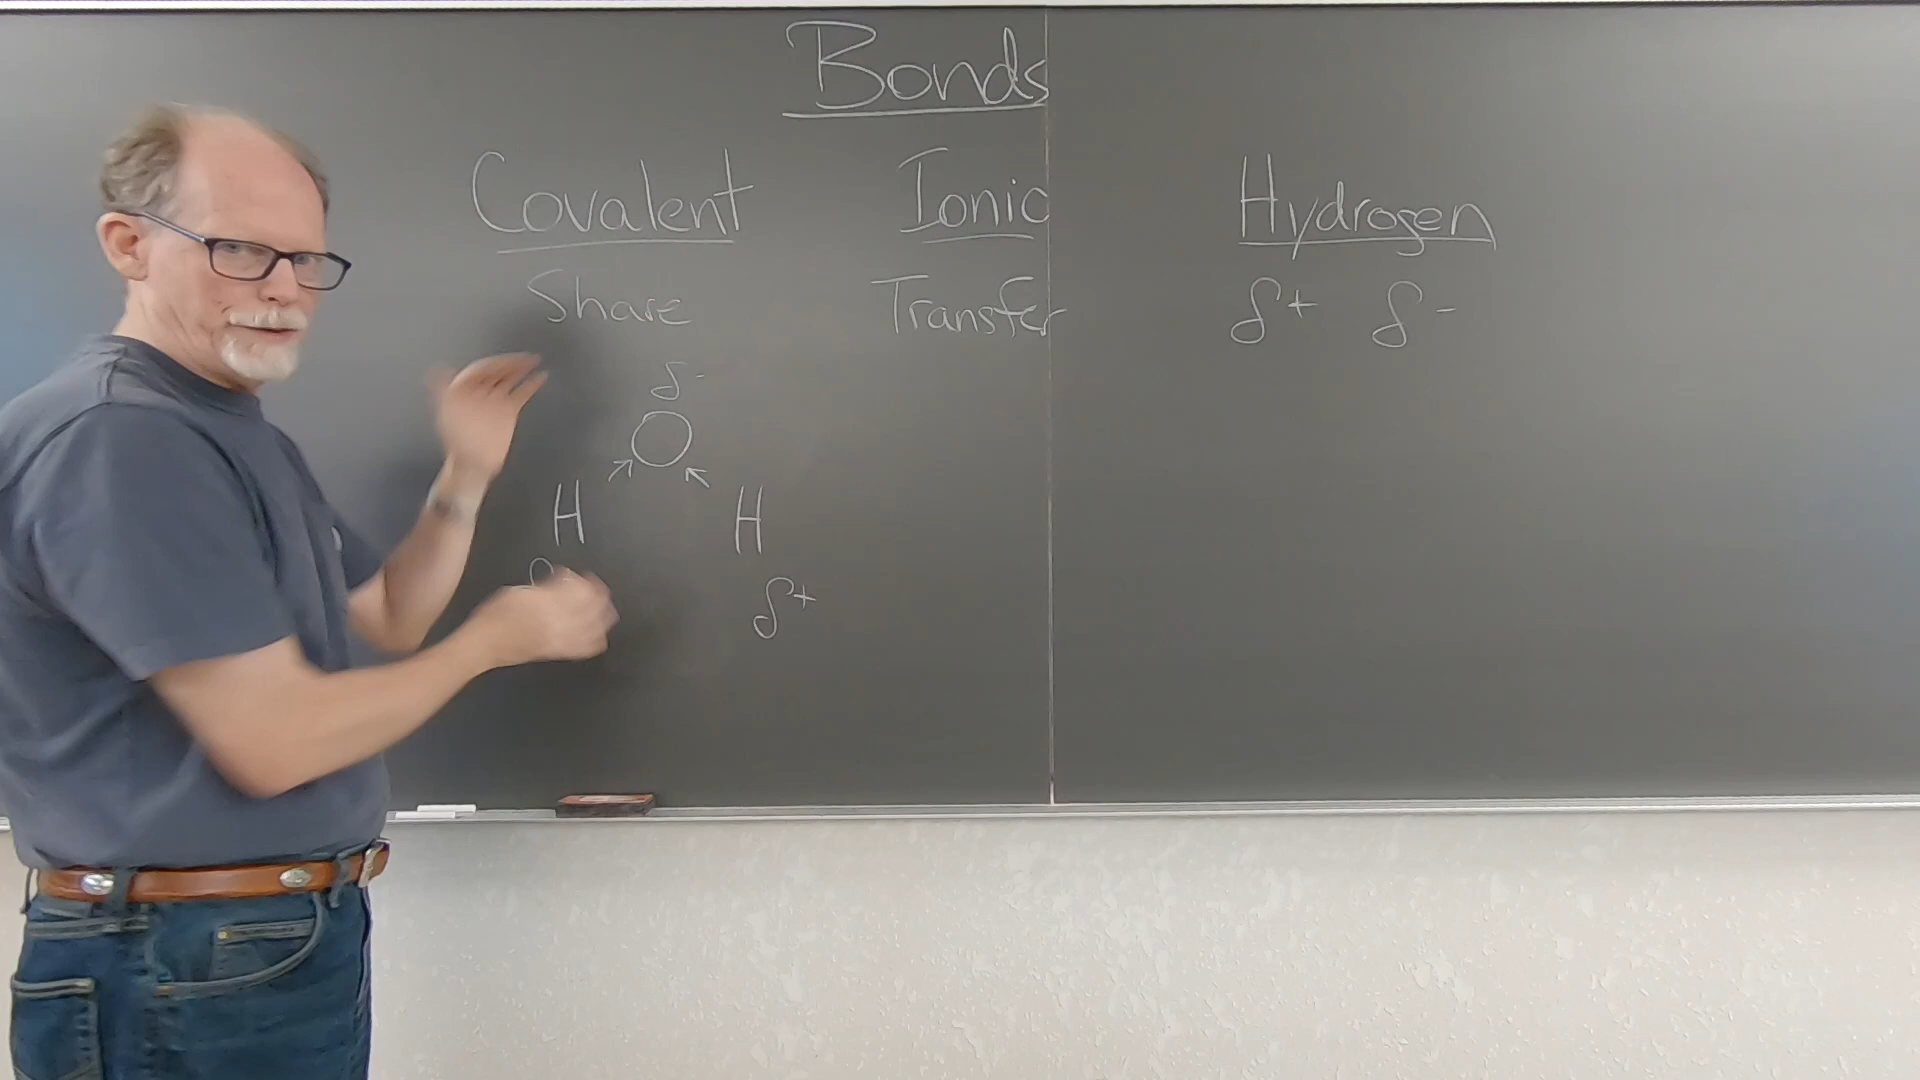 Bonds
Covalent Ionic Hydrogen
Share Transfer δ+ δ-
δ-
O
H H
δ+